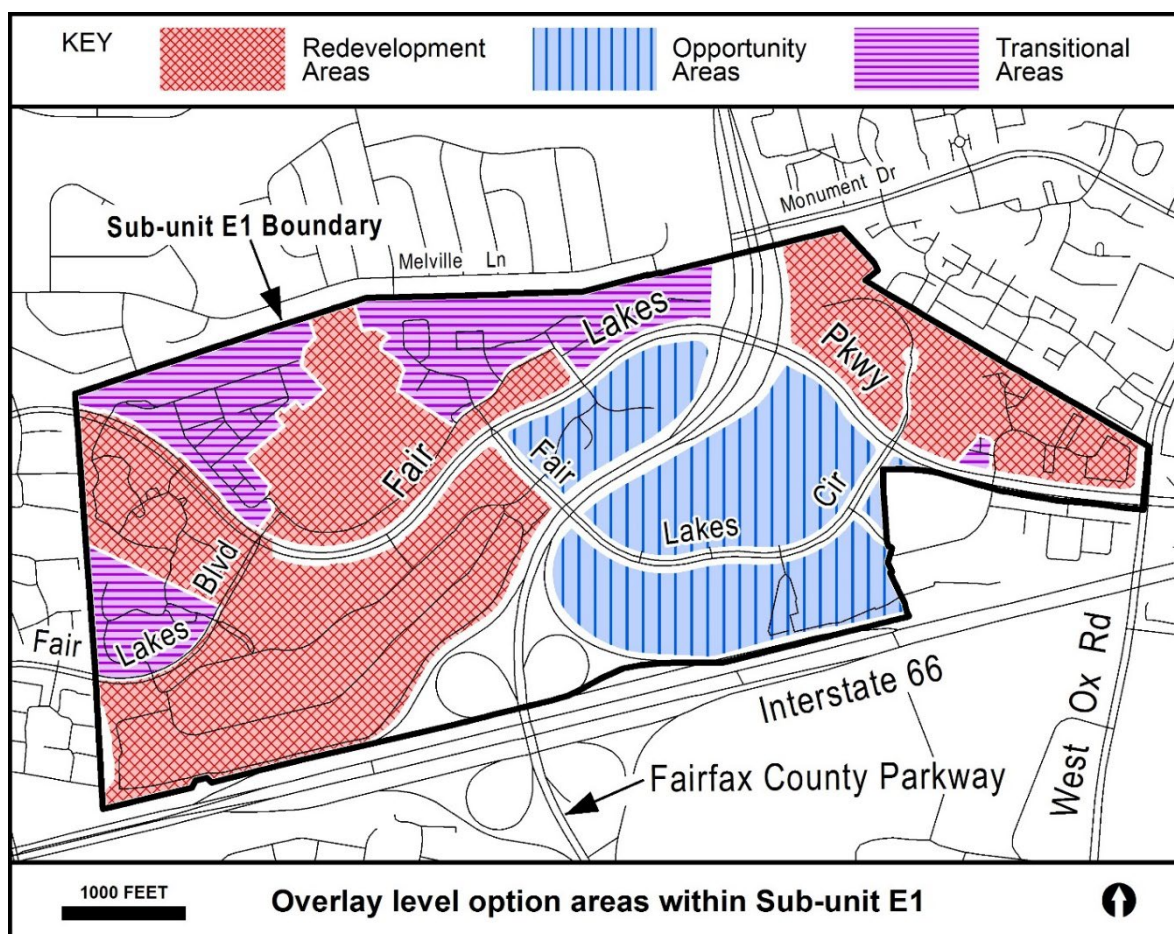 KEY
Redevelopment
Areas
Opportunity
Areas
Transitional
Areas
Monument Dr
Sub-unit E1 Boundary
Melville Ln
Lakes
Pkwy
Fair
Fair
Lakes
Cir
Blvd
Lakes
Fair
Interstate 66
West Ox Rd
Fairfax County Parkway
1000 FEET
Overlay level option areas within Sub-unit E1